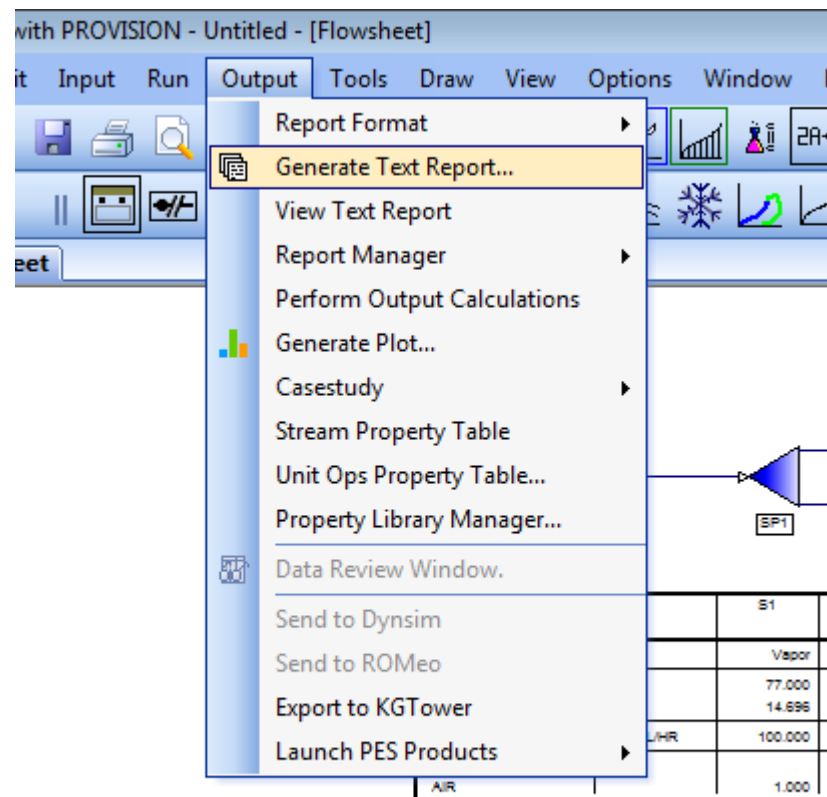 with PROVISION - Untitled - [Flowsheet]
it Input Run Output Tools Draw View Options Window
Report Format
2A+
Generate Text Report...
View Text Report
eet
Report Manager
Perform Output Calculations
Generate Plot...
Casestudy
Stream Property Table
Unit Ops Property Table...
Property Library Manager...
SP1
Data Review Window.
Send to Dynsim
S1
Send to ROMeo
Vapor
77.000
14.696
Export to KGTower
L/HR 100.000
Launch PES Products
AIR 1.000